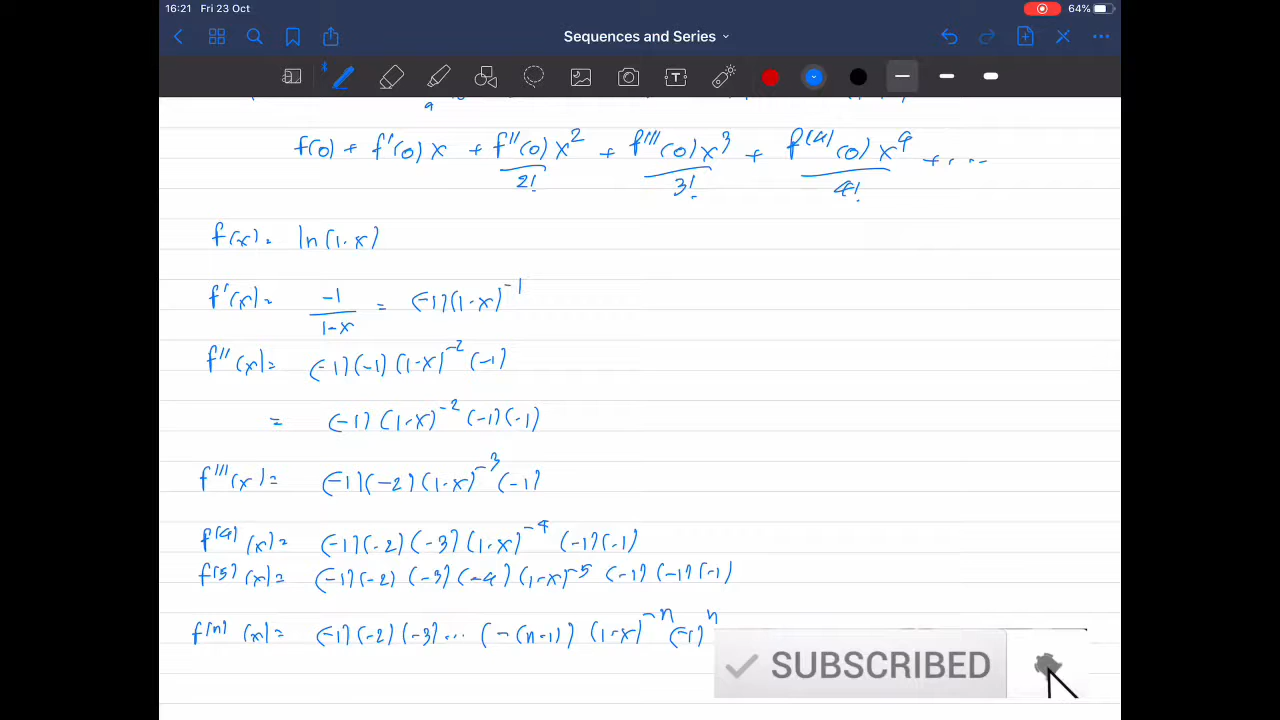 16:21 Fri 23 Oct 64%
Sequences and Series
f(0) + f'(0)x + f''(0)x²/2! + f'''(0)x³/3! + f⁽⁴⁾(0)x⁴/4! + ...
f(x) = ln(1-x)
f'(x) = -1/(1-x) = (-1)(1-x)⁻¹
f''(x) = (-1)(-1)(1-x)⁻²(-1)
= (-1)(1-x)⁻²(-1)(-1)
f'''(x) = (-1)(-2)(1-x)⁻³(-1)
f⁽⁴⁾(x) = (-1)(-2)(-3)(1-x)⁻⁴(-1)(-1)
f⁽⁵⁾(x) = (-1)(-2)(-3)(-4)(1-x)⁻⁵(-1)(-1)(-1)
f⁽ⁿ⁾(x) = (-1)(-2)(-3)...(-(n-1))(1-x)⁻ⁿ(-1)ⁿ
SUBSCRIBED